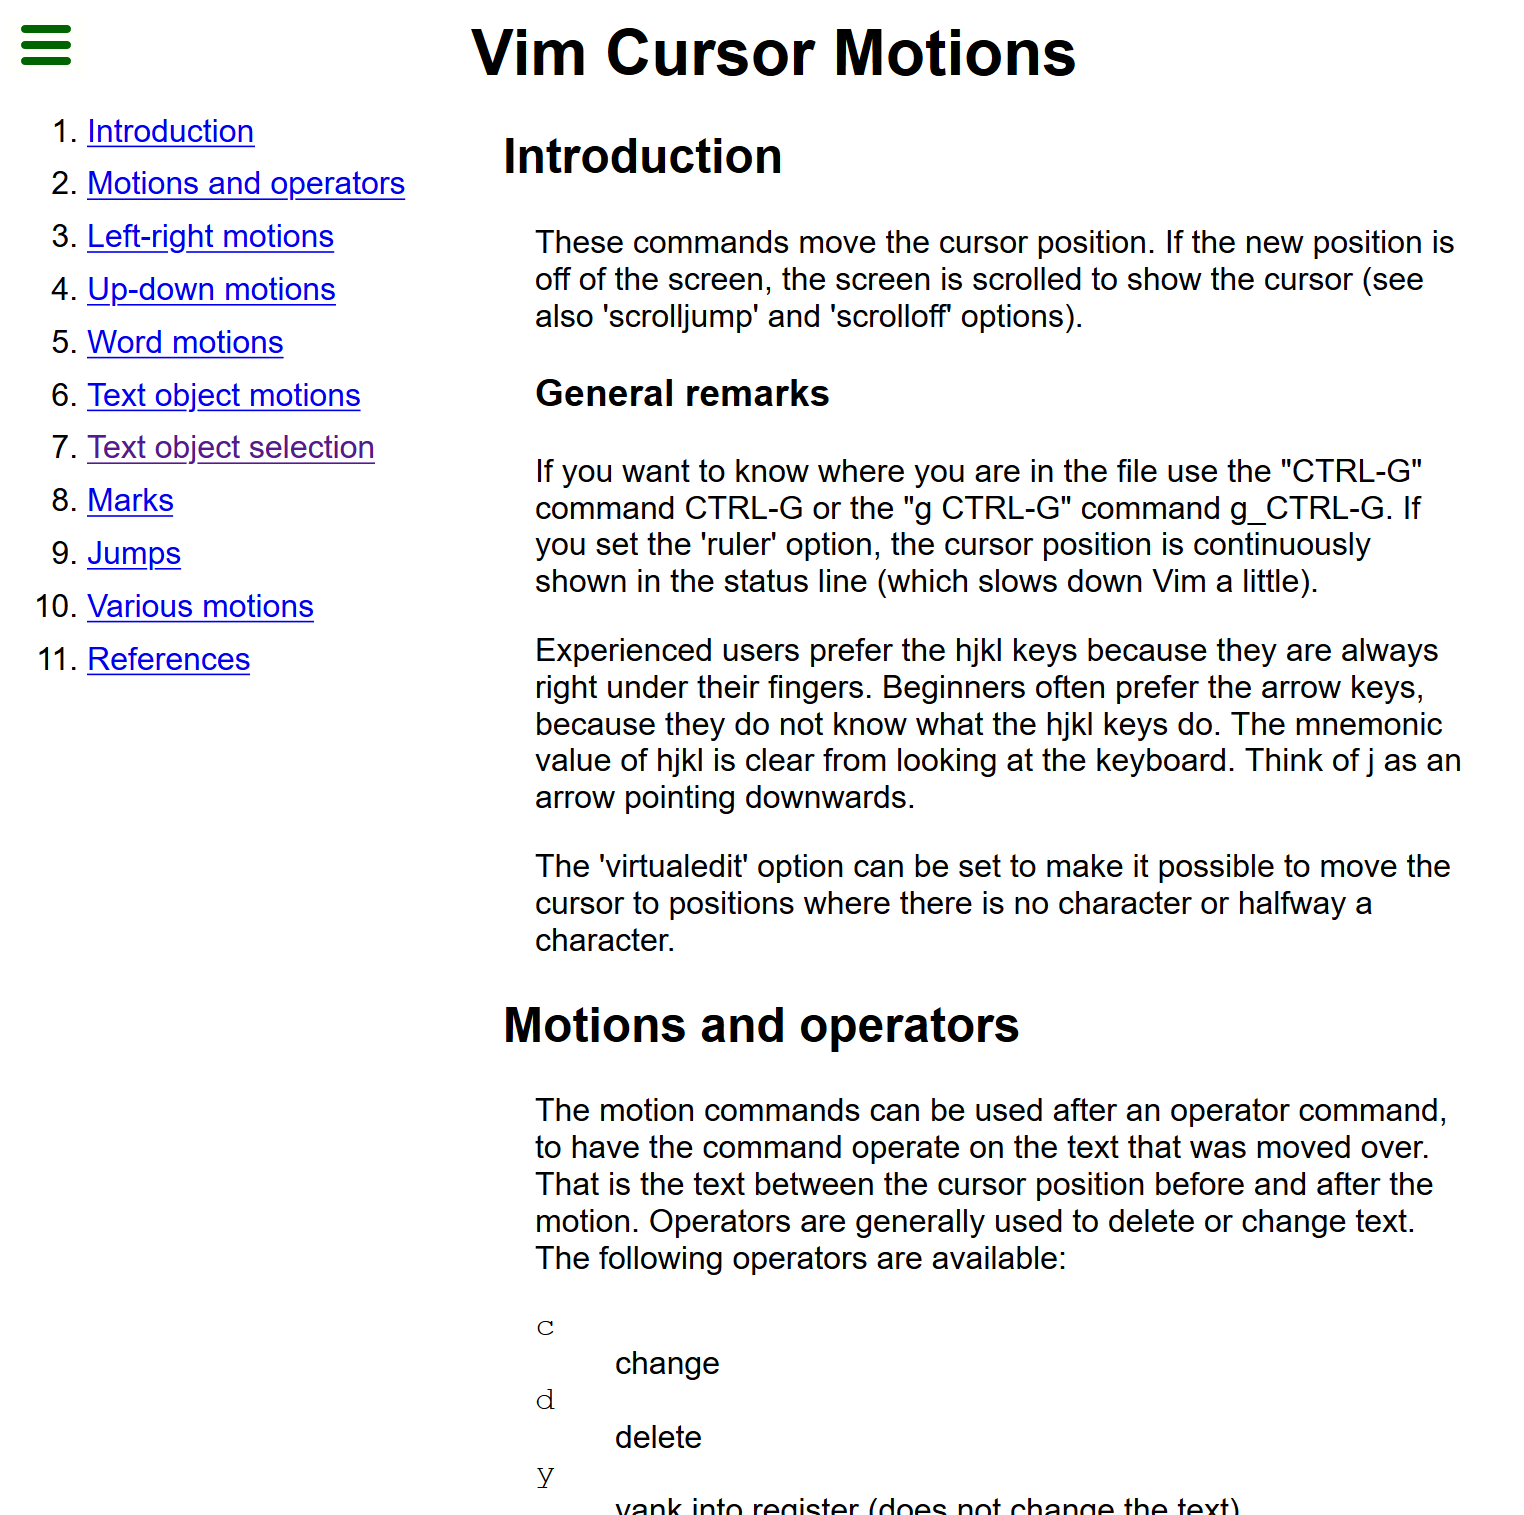 Vim Cursor Motions
1. Introduction
2. Motions and operators
3. Left-right motions
4. Up-down motions
5. Word motions
6. Text object motions
7. Text object selection
8. Marks
9. Jumps
10. Various motions
11. References
Introduction
These commands move the cursor position. If the new position is
off of the screen, the screen is scrolled to show the cursor (see
also 'scrolljump' and 'scrolloff' options).
General remarks
If you want to know where you are in the file use the "CTRL-G"
command CTRL-G or the "g CTRL-G" command g_CTRL-G. If
you set the 'ruler' option, the cursor position is continuously
shown in the status line (which slows down Vim a little).
Experienced users prefer the hjkl keys because they are always
right under their fingers. Beginners often prefer the arrow keys,
because they do not know what the hjkl keys do. The mnemonic
value of hjkl is clear from looking at the keyboard. Think of j as an
arrow pointing downwards.
The 'virtualedit' option can be set to make it possible to move the
cursor to positions where there is no character or halfway a
character.
Motions and operators
The motion commands can be used after an operator command,
to have the command operate on the text that was moved over.
That is the text between the cursor position before and after the
motion. Operators are generally used to delete or change text.
The following operators are available:
c
change
d
delete
y
yank into register (does not change the text)